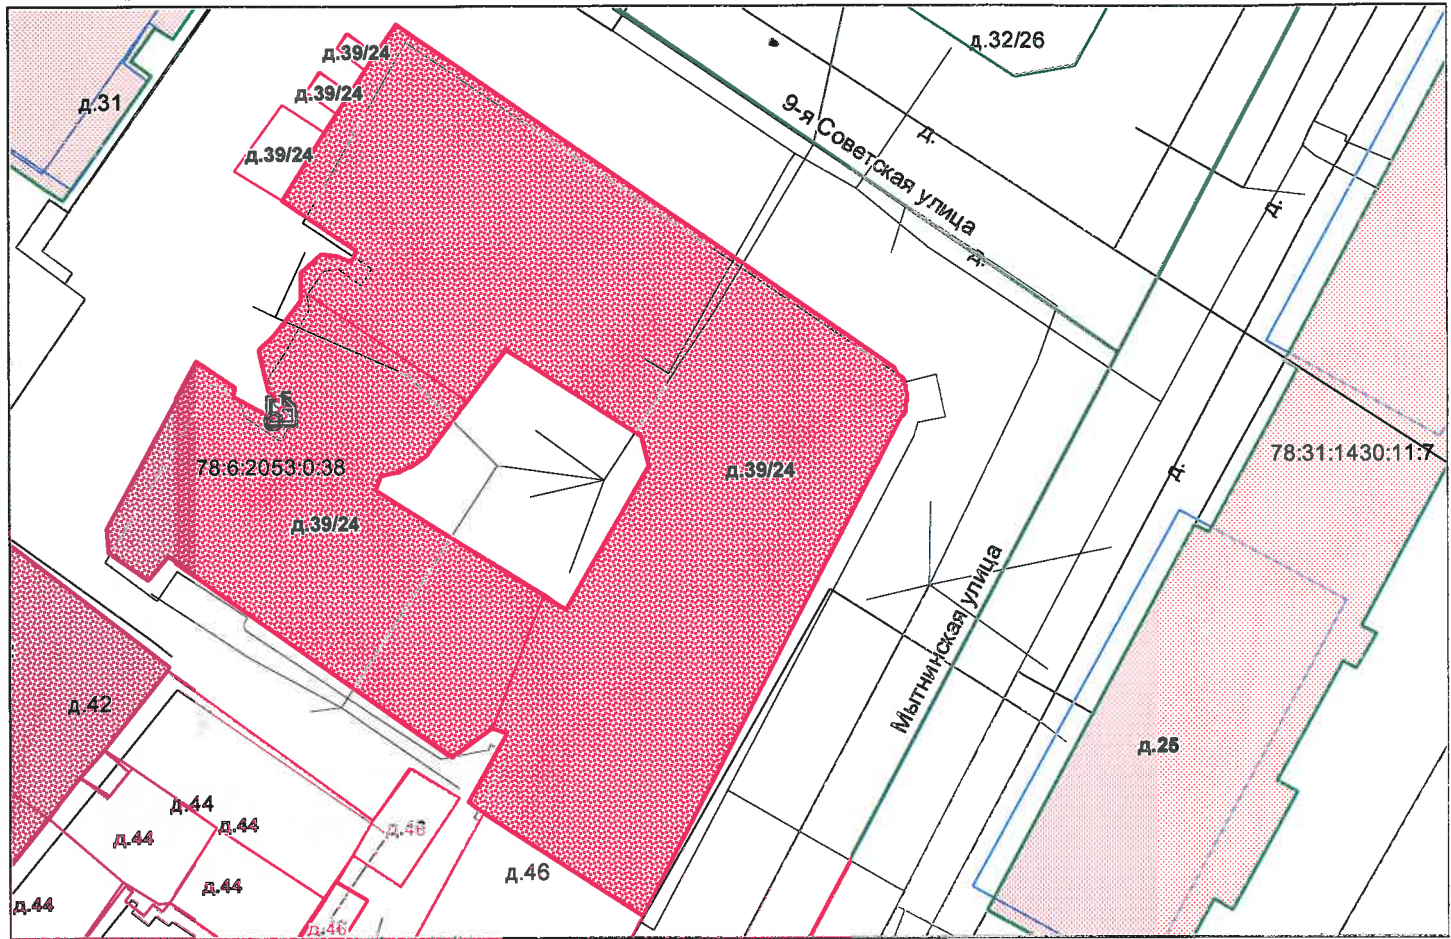 д.39/24
д.32/26
д.39/24
д.31
9-я Советская улица
д.
д.39/24
д.
д.
78:31:1430:11:7
78:6:2053:0.38
д.39/24
д.
д.39/24
Мытнинская улица
д.42
д.25
д.44
д.44
д.46
д.44
д.46
д.44
д.44
д.46